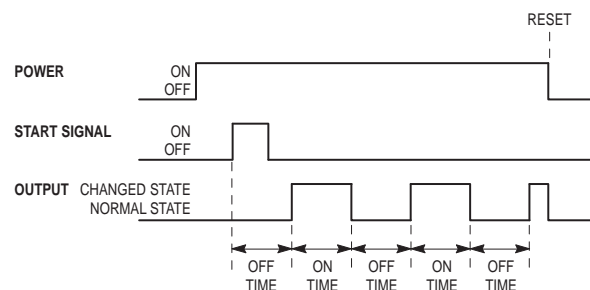 RESET
POWER ON
OFF
START SIGNAL ON
OFF
OUTPUT CHANGED STATE
NORMAL STATE
OFF ON OFF ON OFF
TIME TIME TIME TIME TIME